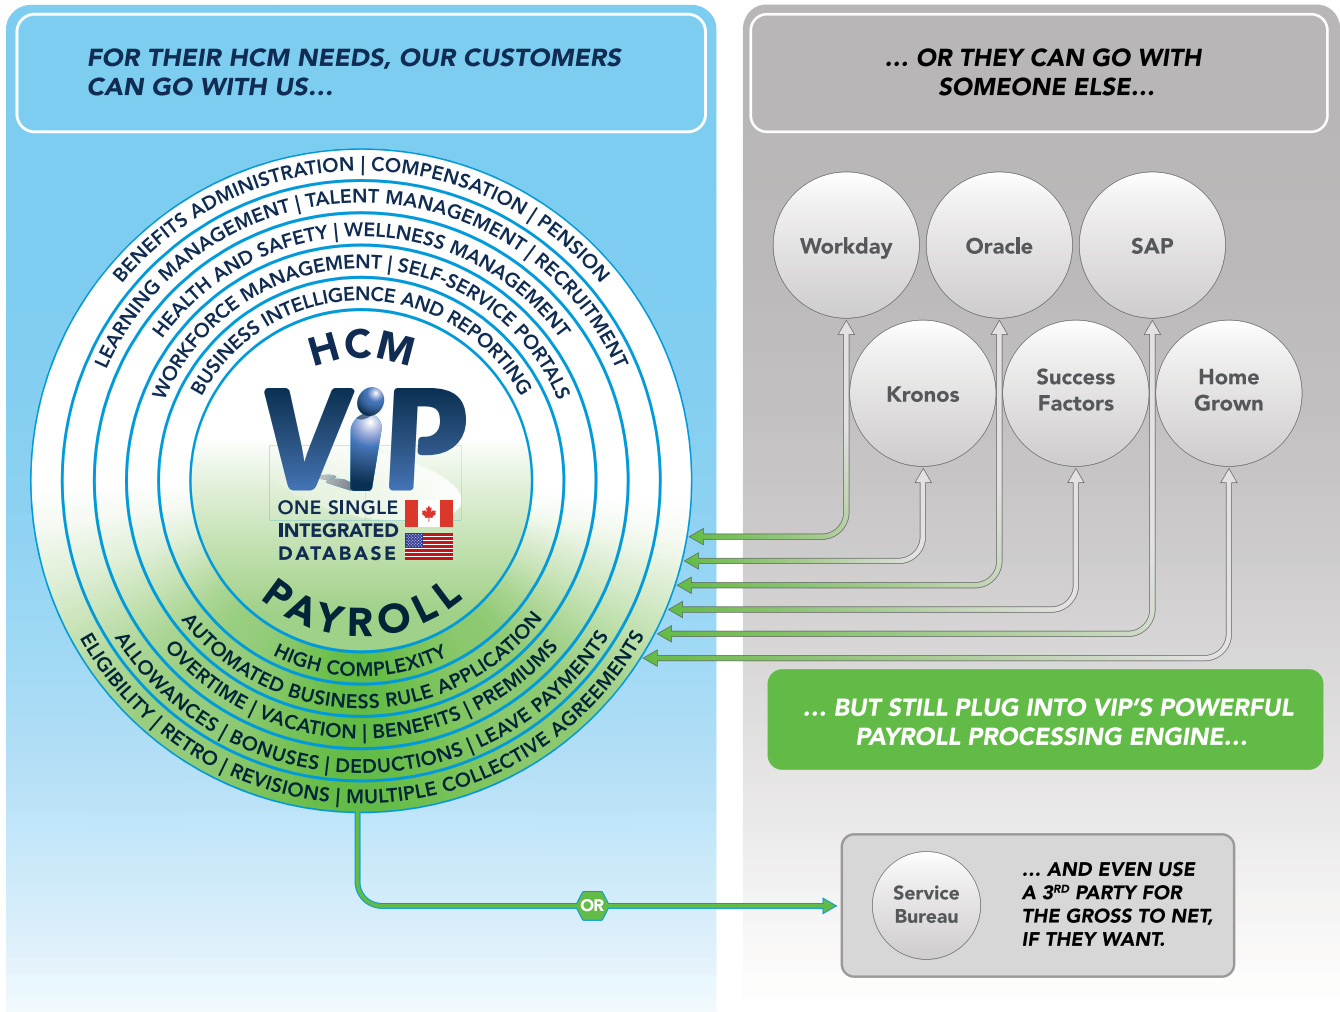 FOR THEIR HCM NEEDS, OUR CUSTOMERS
CAN GO WITH US...
BENEFITS ADMINISTRATION | COMPENSATION | PENSION
LEARNING MANAGEMENT | TALENT MANAGEMENT | RECRUITMENT
HEALTH AND SAFETY | WELLNESS MANAGEMENT
WORKFORCE MANAGEMENT | SELF-SERVICE PORTALS
BUSINESS INTELLIGENCE AND REPORTING
HCM
ViP
ONE SINGLE
INTEGRATED
DATABASE
PAYROLL
HIGH COMPLEXITY
AUTOMATED BUSINESS RULE APPLICATION
OVERTIME | VACATION | BENEFITS | PREMIUMS
ALLOWANCES | BONUSES | DEDUCTIONS | LEAVE PAYMENTS
ELIGIBILITY | RETRO | REVISIONS | MULTIPLE COLLECTIVE AGREEMENTS
OR
... OR THEY CAN GO WITH
SOMEONE ELSE...
Workday
Oracle
SAP
Kronos
Success
Factors
Home
Grown
... BUT STILL PLUG INTO VIP'S POWERFUL
PAYROLL PROCESSING ENGINE...
Service
Bureau
... AND EVEN USE
A 3RD PARTY FOR
THE GROSS TO NET,
IF THEY WANT.